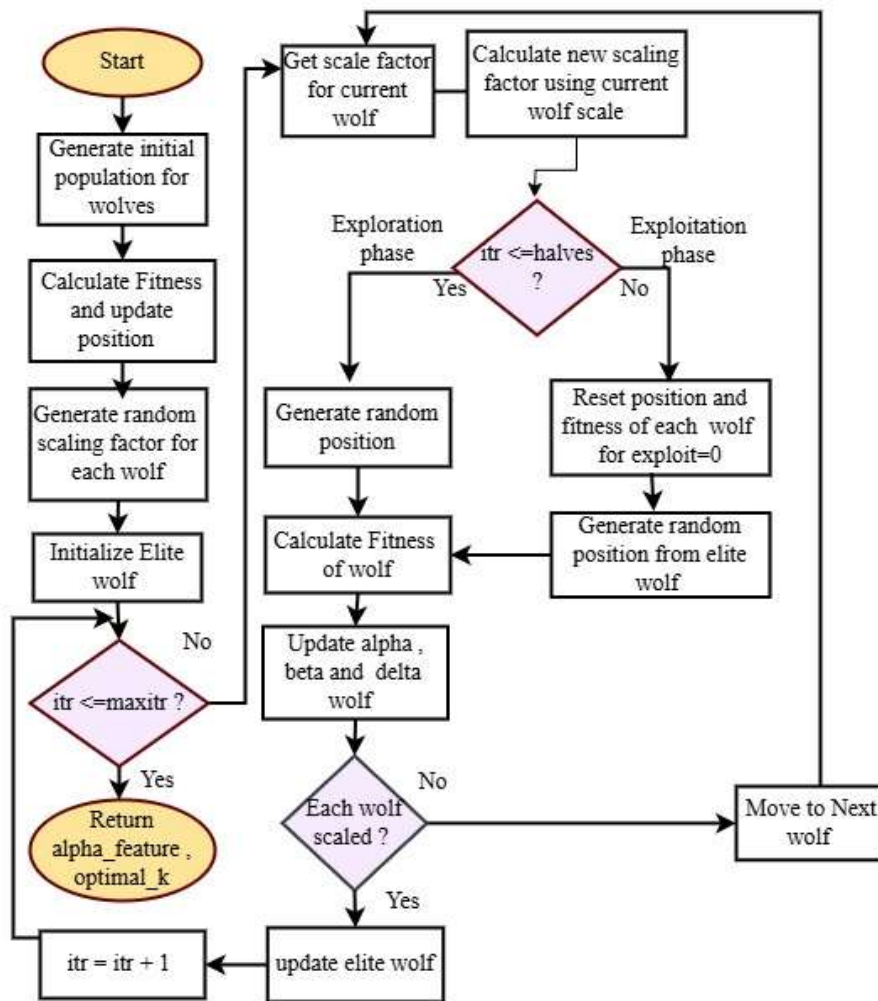 Start
Generate initial
population for
wolves
Calculate Fitness
and update
position
Generate random
scaling factor for
each wolf
Initialize Elite
wolf
No
itr <=maxitr ?
Yes
Return
alpha_feature ,
optimal_k
Get scale factor
for current
wolf
Calculate new scaling
factor using current
wolf scale
Exploration
phase
itr <=halves
?
Exploitation
phase
Yes
No
Generate random
position
Reset position and
fitness of each wolf
for exploit=0
Generate random
position from elite
wolf
Calculate Fitness
of wolf
Update alpha ,
beta and delta
wolf
No
Each wolf
scaled ?
Move to Next
wolf
Yes
update elite wolf
itr = itr + 1